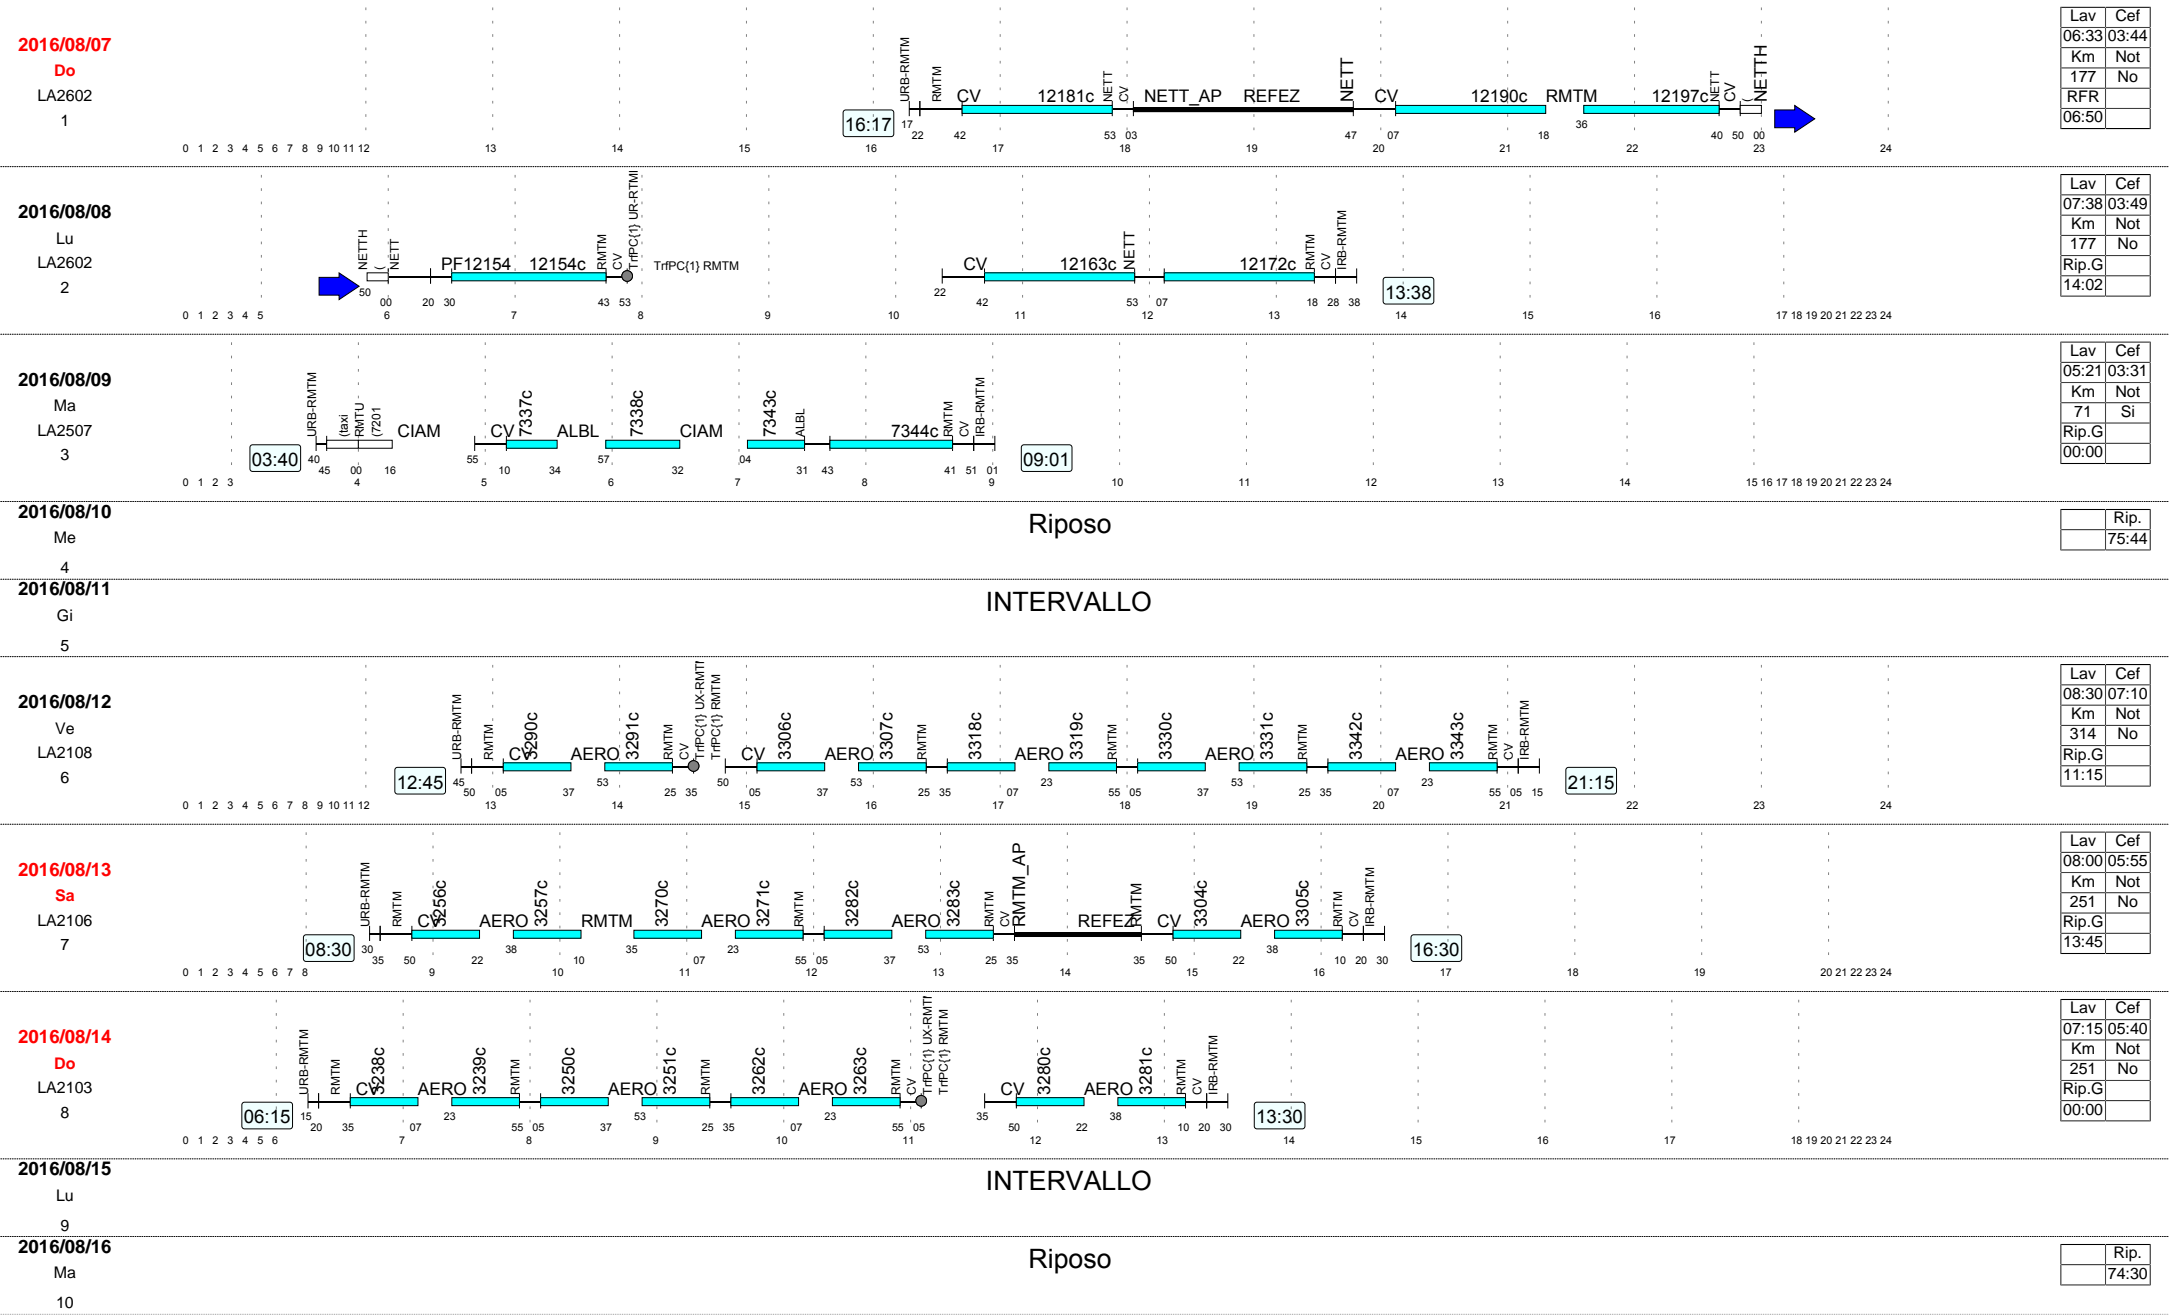 2016/08/07
Do
LA2602
1
16:17
URB-RMTM
RMTM
CV
12181c
NETT
CV
NETT_AP
REFEZ
NETT
CV
12190c
RMTM
12197c
NETT
CV
(
NETTH
17 22 42 53 03 47 07 18 36 40 50 00
0 1 2 3 4 5 6 7 8 9 10 11 12 13 14 15 16 17 18 19 20 21 22 23 24
Lav Cef
06:33 03:44
Km Not
177 No
RFR
06:50
2016/08/08
Lu
LA2602
2
NETTH
(
NETT
PF12154
12154c
RMTM
CV
TrfPC{1} UR-RTMI
TrfPC{1} RMTM
CV
12163c
NETT
12172c
RMTM
CV
IRB-RMTM
13:38
50 00 20 30 43 53 22 42 53 07 18 28 38
0 1 2 3 4 5 6 7 8 9 10 11 12 13 14 15 16 17 18 19 20 21 22 23 24
Lav Cef
07:38 03:49
Km Not
177 No
Rip.G
14:02
2016/08/09
Ma
LA2507
3
03:40
URB-RMTM
(taxi
RMTU
(7201
CIAM
CV
7337c
ALBL
7338c
CIAM
7343c
ALBL
7344c
RMTM
CV
IRB-RMTM
09:01
40 45 00 16 55 10 34 57 32 04 31 43 41 51 01
0 1 2 3 4 5 6 7 8 9 10 11 12 13 14 15 16 17 18 19 20 21 22 23 24
Lav Cef
05:21 03:31
Km Not
71 Si
Rip.G
00:00
2016/08/10
Me
4
Riposo
Rip.
75:44
2016/08/11
Gi
5
INTERVALLO
2016/08/12
Ve
LA2108
6
12:45
URB-RMTM
RMTM
CV
3290c
AERO
3291c
RMTM
CV
TrfPC{1} UX-RMTI
TrfPC{1} RMTM
CV
3306c
AERO
3307c
RMTM
3318c
AERO
3319c
RMTM
3330c
AERO
3331c
RMTM
3342c
AERO
3343c
RMTM
CV
IRB-RMTM
21:15
45 50 05 37 53 25 35 50 05 37 53 25 35 07 23 55 05 37 53 25 35 07 23 55 05 15
0 1 2 3 4 5 6 7 8 9 10 11 12 13 14 15 16 17 18 19 20 21 22 23 24
Lav Cef
08:30 07:10
Km Not
314 No
Rip.G
11:15
2016/08/13
Sa
LA2106
7
08:30
URB-RMTM
RMTM
CV
3256c
AERO
3257c
RMTM
3270c
AERO
3271c
RMTM
3282c
AERO
3283c
RMTM
CV
RMTM_AP
REFEZ
RMTM
CV
3304c
AERO
3305c
RMTM
CV
IRB-RMTM
16:30
30 35 50 22 38 10 35 07 23 55 05 37 53 25 35 35 50 22 38 10 20 30
0 1 2 3 4 5 6 7 8 9 10 11 12 13 14 15 16 17 18 19 20 21 22 23 24
Lav Cef
08:00 05:55
Km Not
251 No
Rip.G
13:45
2016/08/14
Do
LA2103
8
06:15
URB-RMTM
RMTM
CV
3238c
AERO
3239c
RMTM
3250c
AERO
3251c
RMTM
3262c
AERO
3263c
RMTM
CV
TrfPC{1} UX-RMTI
TrfPC{1} RMTM
CV
3280c
AERO
3281c
RMTM
CV
IRB-RMTM
13:30
15 20 35 07 23 55 05 37 53 25 35 07 23 55 05 35 50 22 38 10 20 30
0 1 2 3 4 5 6 7 8 9 10 11 12 13 14 15 16 17 18 19 20 21 22 23 24
Lav Cef
07:15 05:40
Km Not
251 No
Rip.G
00:00
2016/08/15
Lu
9
INTERVALLO
2016/08/16
Ma
10
Riposo
Rip.
74:30